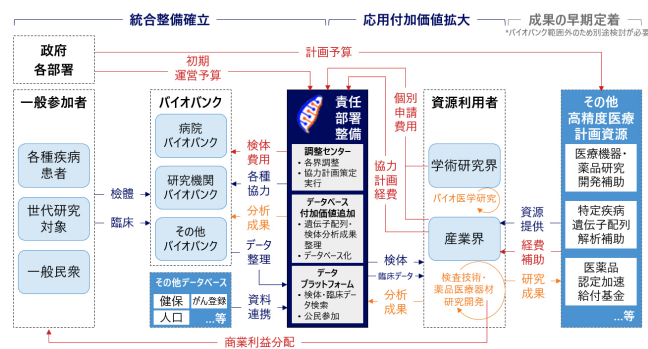 統合整備確立
応用付加価値拡大
成果の早期定着
*バイオバンク範囲外のため別途検討が必要
政府
各部署
計画予算
初期
運営予算
一般参加者
各種疾病
患者
世代研究
対象
一般民衆
檢體
臨床
バイオバンク
病院
バイオバンク
研究機関
バイオバンク
その他
バイオバンク
その他データベース
健保
がん登録
人口
...等
検体
費用
各種
協力
分析
成果
データ
整理
資料
連携
責任
部署
整備
調整センター
• 各界調整
• 協力計画策定
実行
データベース
付加価値追加
• 遺伝子配列・
検体分析成果
整理
• データベース化
データ
プラットフォーム
• 検体・臨床デー
タ検索
• 公民参加
個別
申請
費用
協力
計画
経費
検体
臨床データ
分析
成果
資源利用者
学術研究界
バイオ医学研究
産業界
検査技術・
薬品医療器材
研究開発
資源
提供
経費
補助
研究
成果
その他
高精度医療
計画資源
医療機器・
薬品研究
開発補助
特定疾病
遺伝子配列
解析補助
医薬品
認定加速
給付基金
...等
商業利益分配